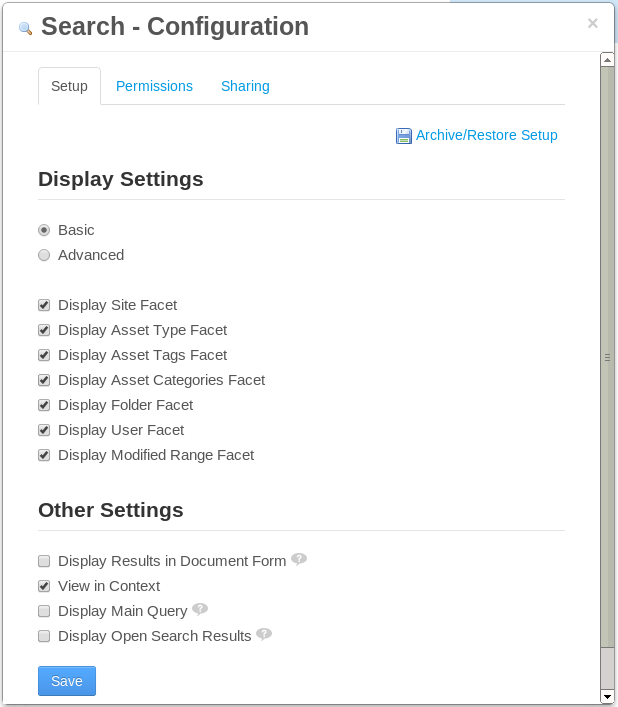 Search - Configuration ×
Setup Permissions Sharing
Archive/Restore Setup
Display Settings
Basic
Advanced
Display Site Facet
Display Asset Type Facet
Display Asset Tags Facet
Display Asset Categories Facet
Display Folder Facet
Display User Facet
Display Modified Range Facet
Other Settings
Display Results in Document Form ?
View in Context
Display Main Query ?
Display Open Search Results ?
Save